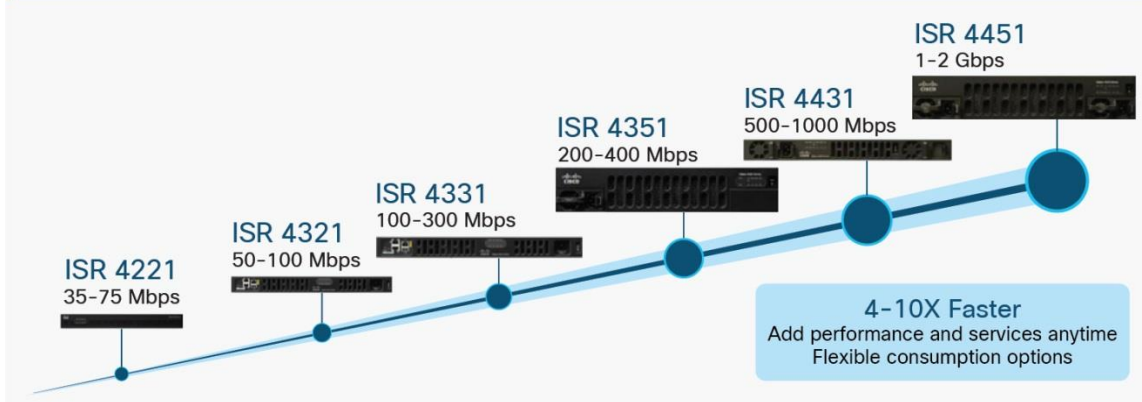 ISR 4451
1-2 Gbps
ISR 4431
500-1000 Mbps
ISR 4351
200-400 Mbps
ISR 4331
100-300 Mbps
ISR 4321
50-100 Mbps
ISR 4221
35-75 Mbps
CISCO
CISCO
4-10X Faster
Add performance and services anytime
Flexible consumption options